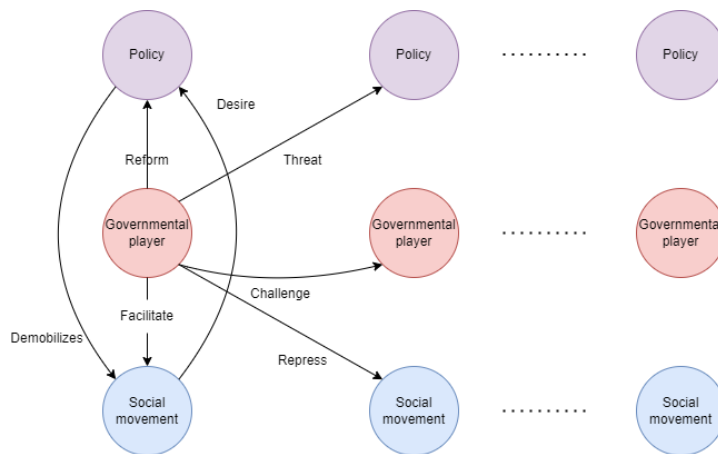 Policy
Policy
Policy
Desire
Reform
Threat
Governmental
player
Governmental
player
Governmental
player
Challenge
Facilitate
Demobilizes
Repress
Social
movement
Social
movement
Social
movement